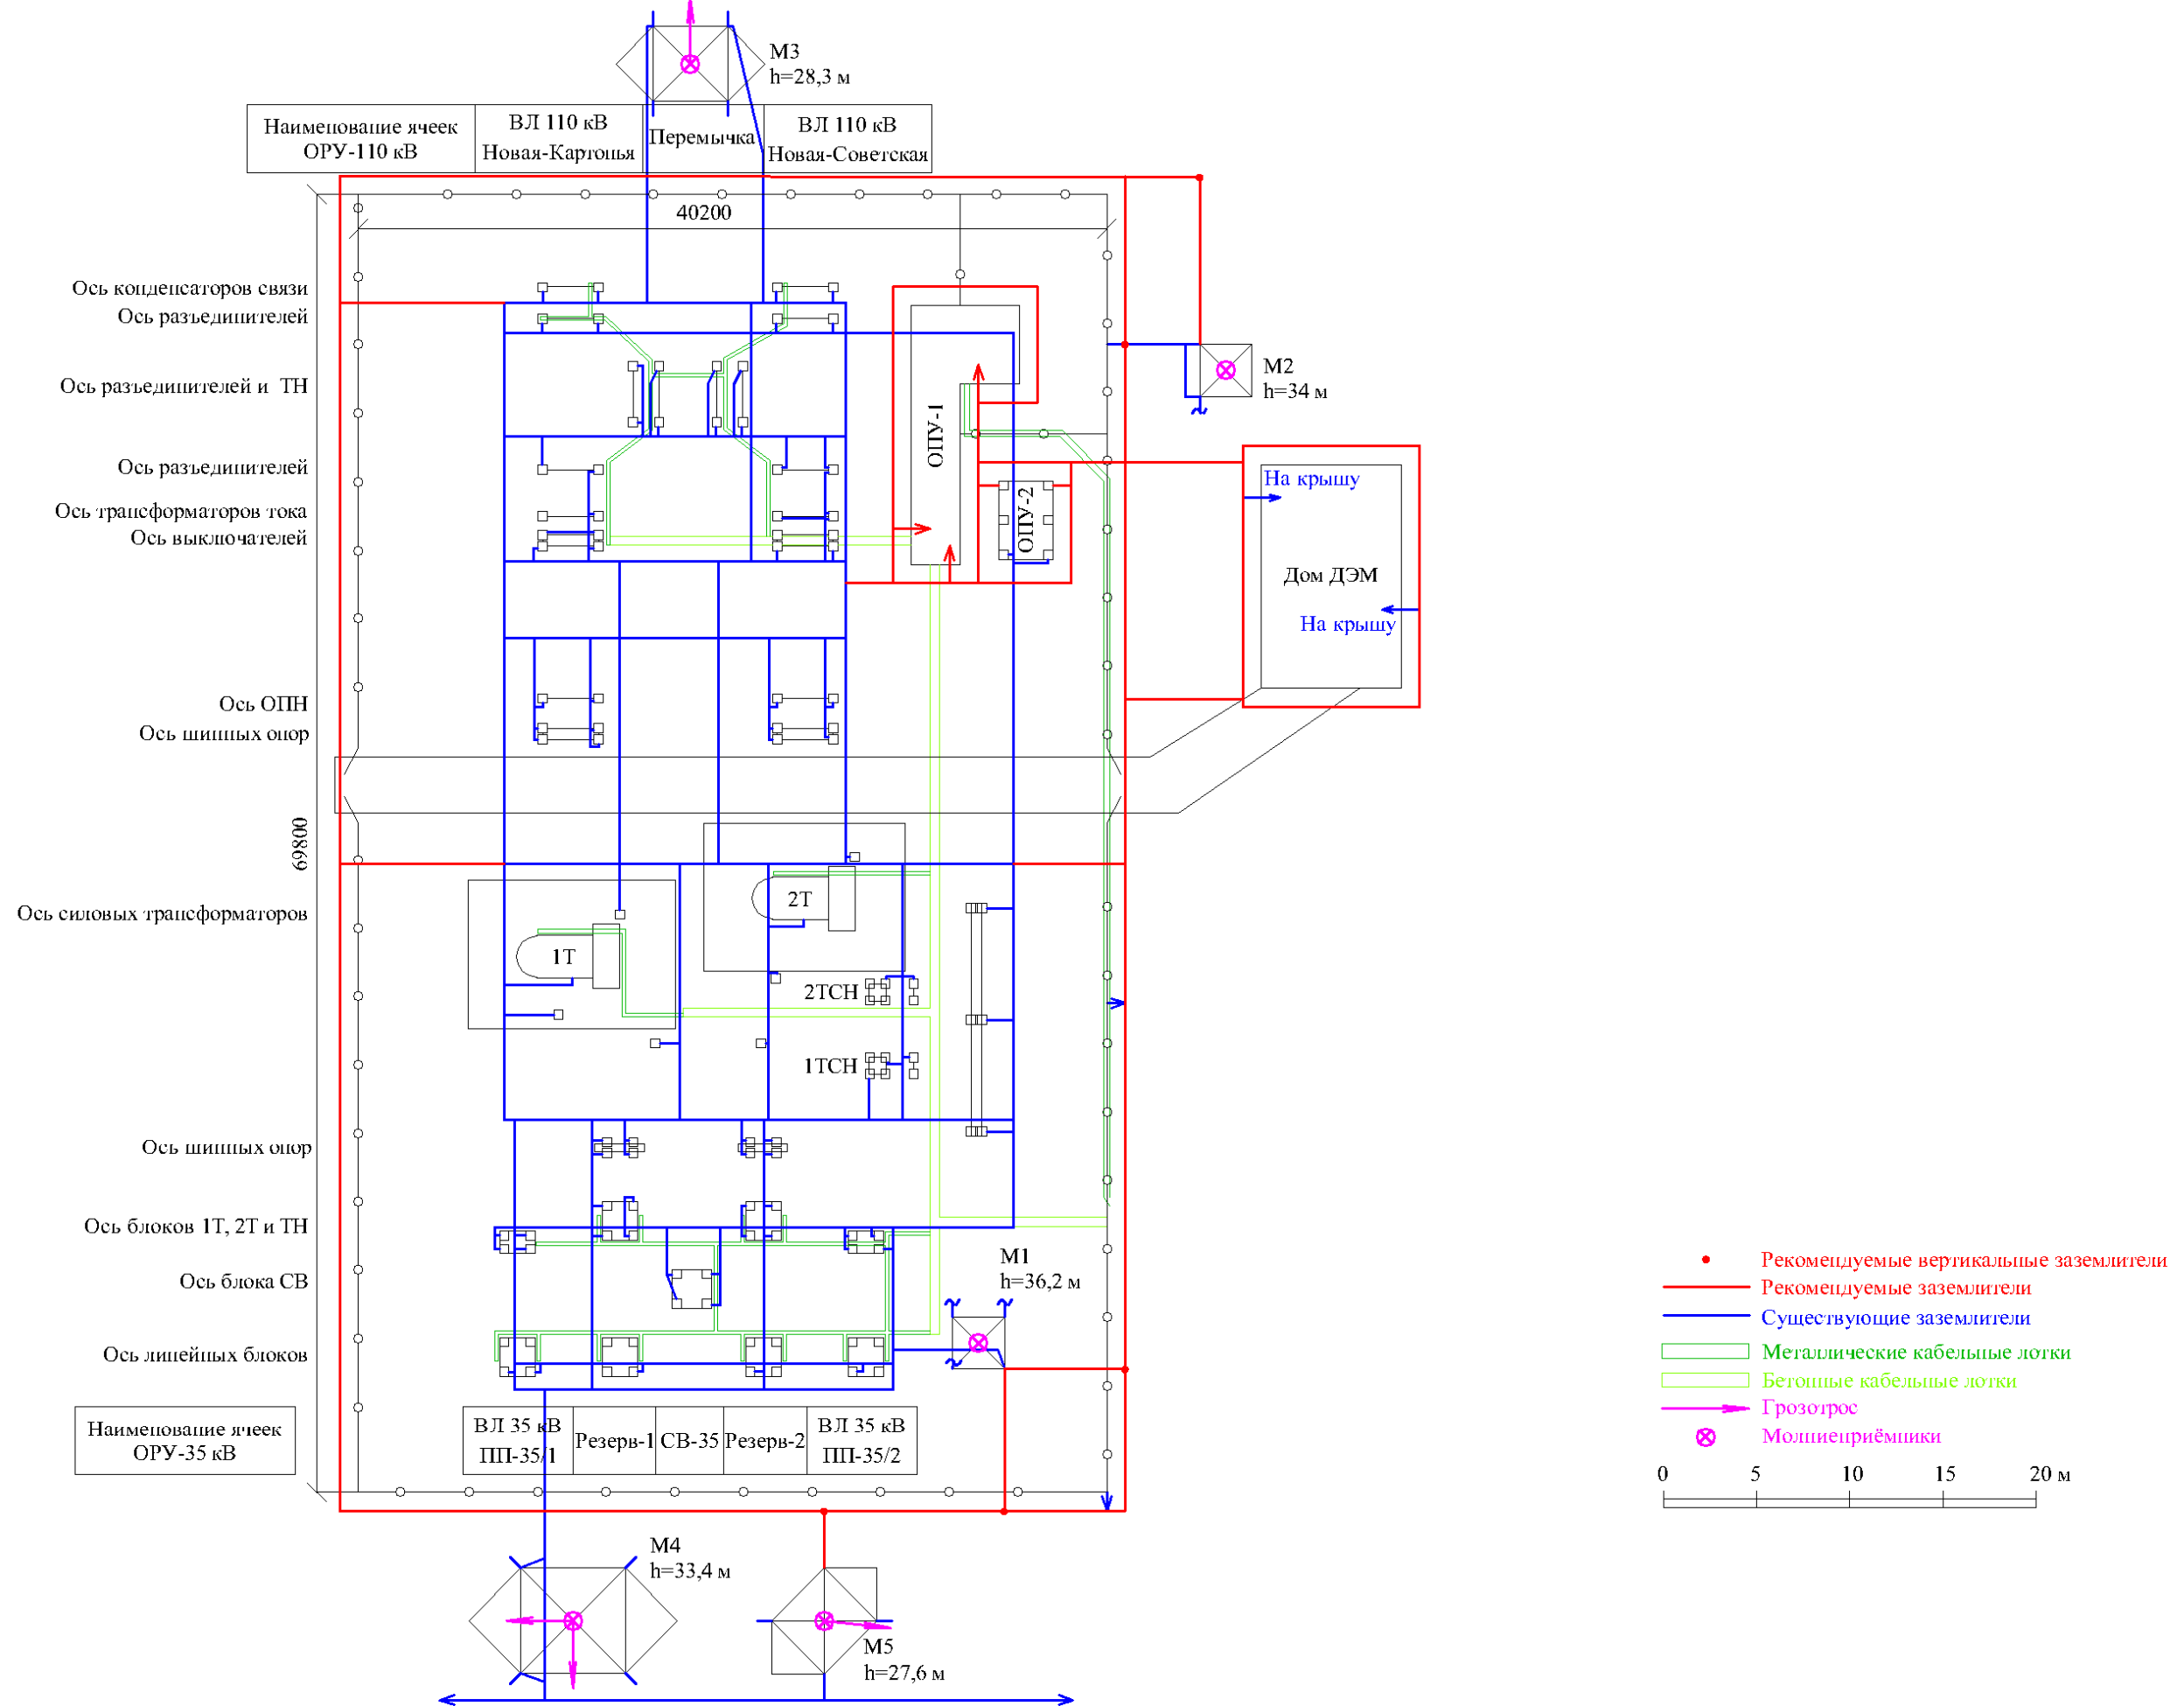 М3
h=28,3 м
Наименование ячеек
ОРУ-110 кВ
ВЛ 110 кВ
Новая-Картопья
Перемычка
ВЛ 110 кВ
Новая-Советская
40200
Ось конденсаторов связи
Ось разъединителей
Ось разъединителей и ТН
М2
h=34 м
ОПУ-1
Ось разъединителей
На крышу
ОПУ-2
Ось трансформаторов тока
Ось выключателей
Дом ДЭМ
На крышу
Ось ОПН
Ось шинных опор
69800
2Т
Ось силовых трансформаторов
1Т
2ТСН
1ТСН
Ось шинных опор
Ось блоков 1Т, 2Т и ТН
Ось блока СВ
М1
h=36,2 м
Ось линейных блоков
Рекомендуемые вертикальные заземлители
Рекомендуемые заземлители
Существующие заземлители
Металлические кабельные лотки
Бетонные кабельные лотки
Грозотрос
Молниеприёмники
0 5 10 15 20 м
Наименование ячеек
ОРУ-35 кВ
ВЛ 35 кВ
ПП-35/1
Резерв-1
СВ-35
Резерв-2
ВЛ 35 кВ
ПП-35/2
М4
h=33,4 м
М5
h=27,6 м